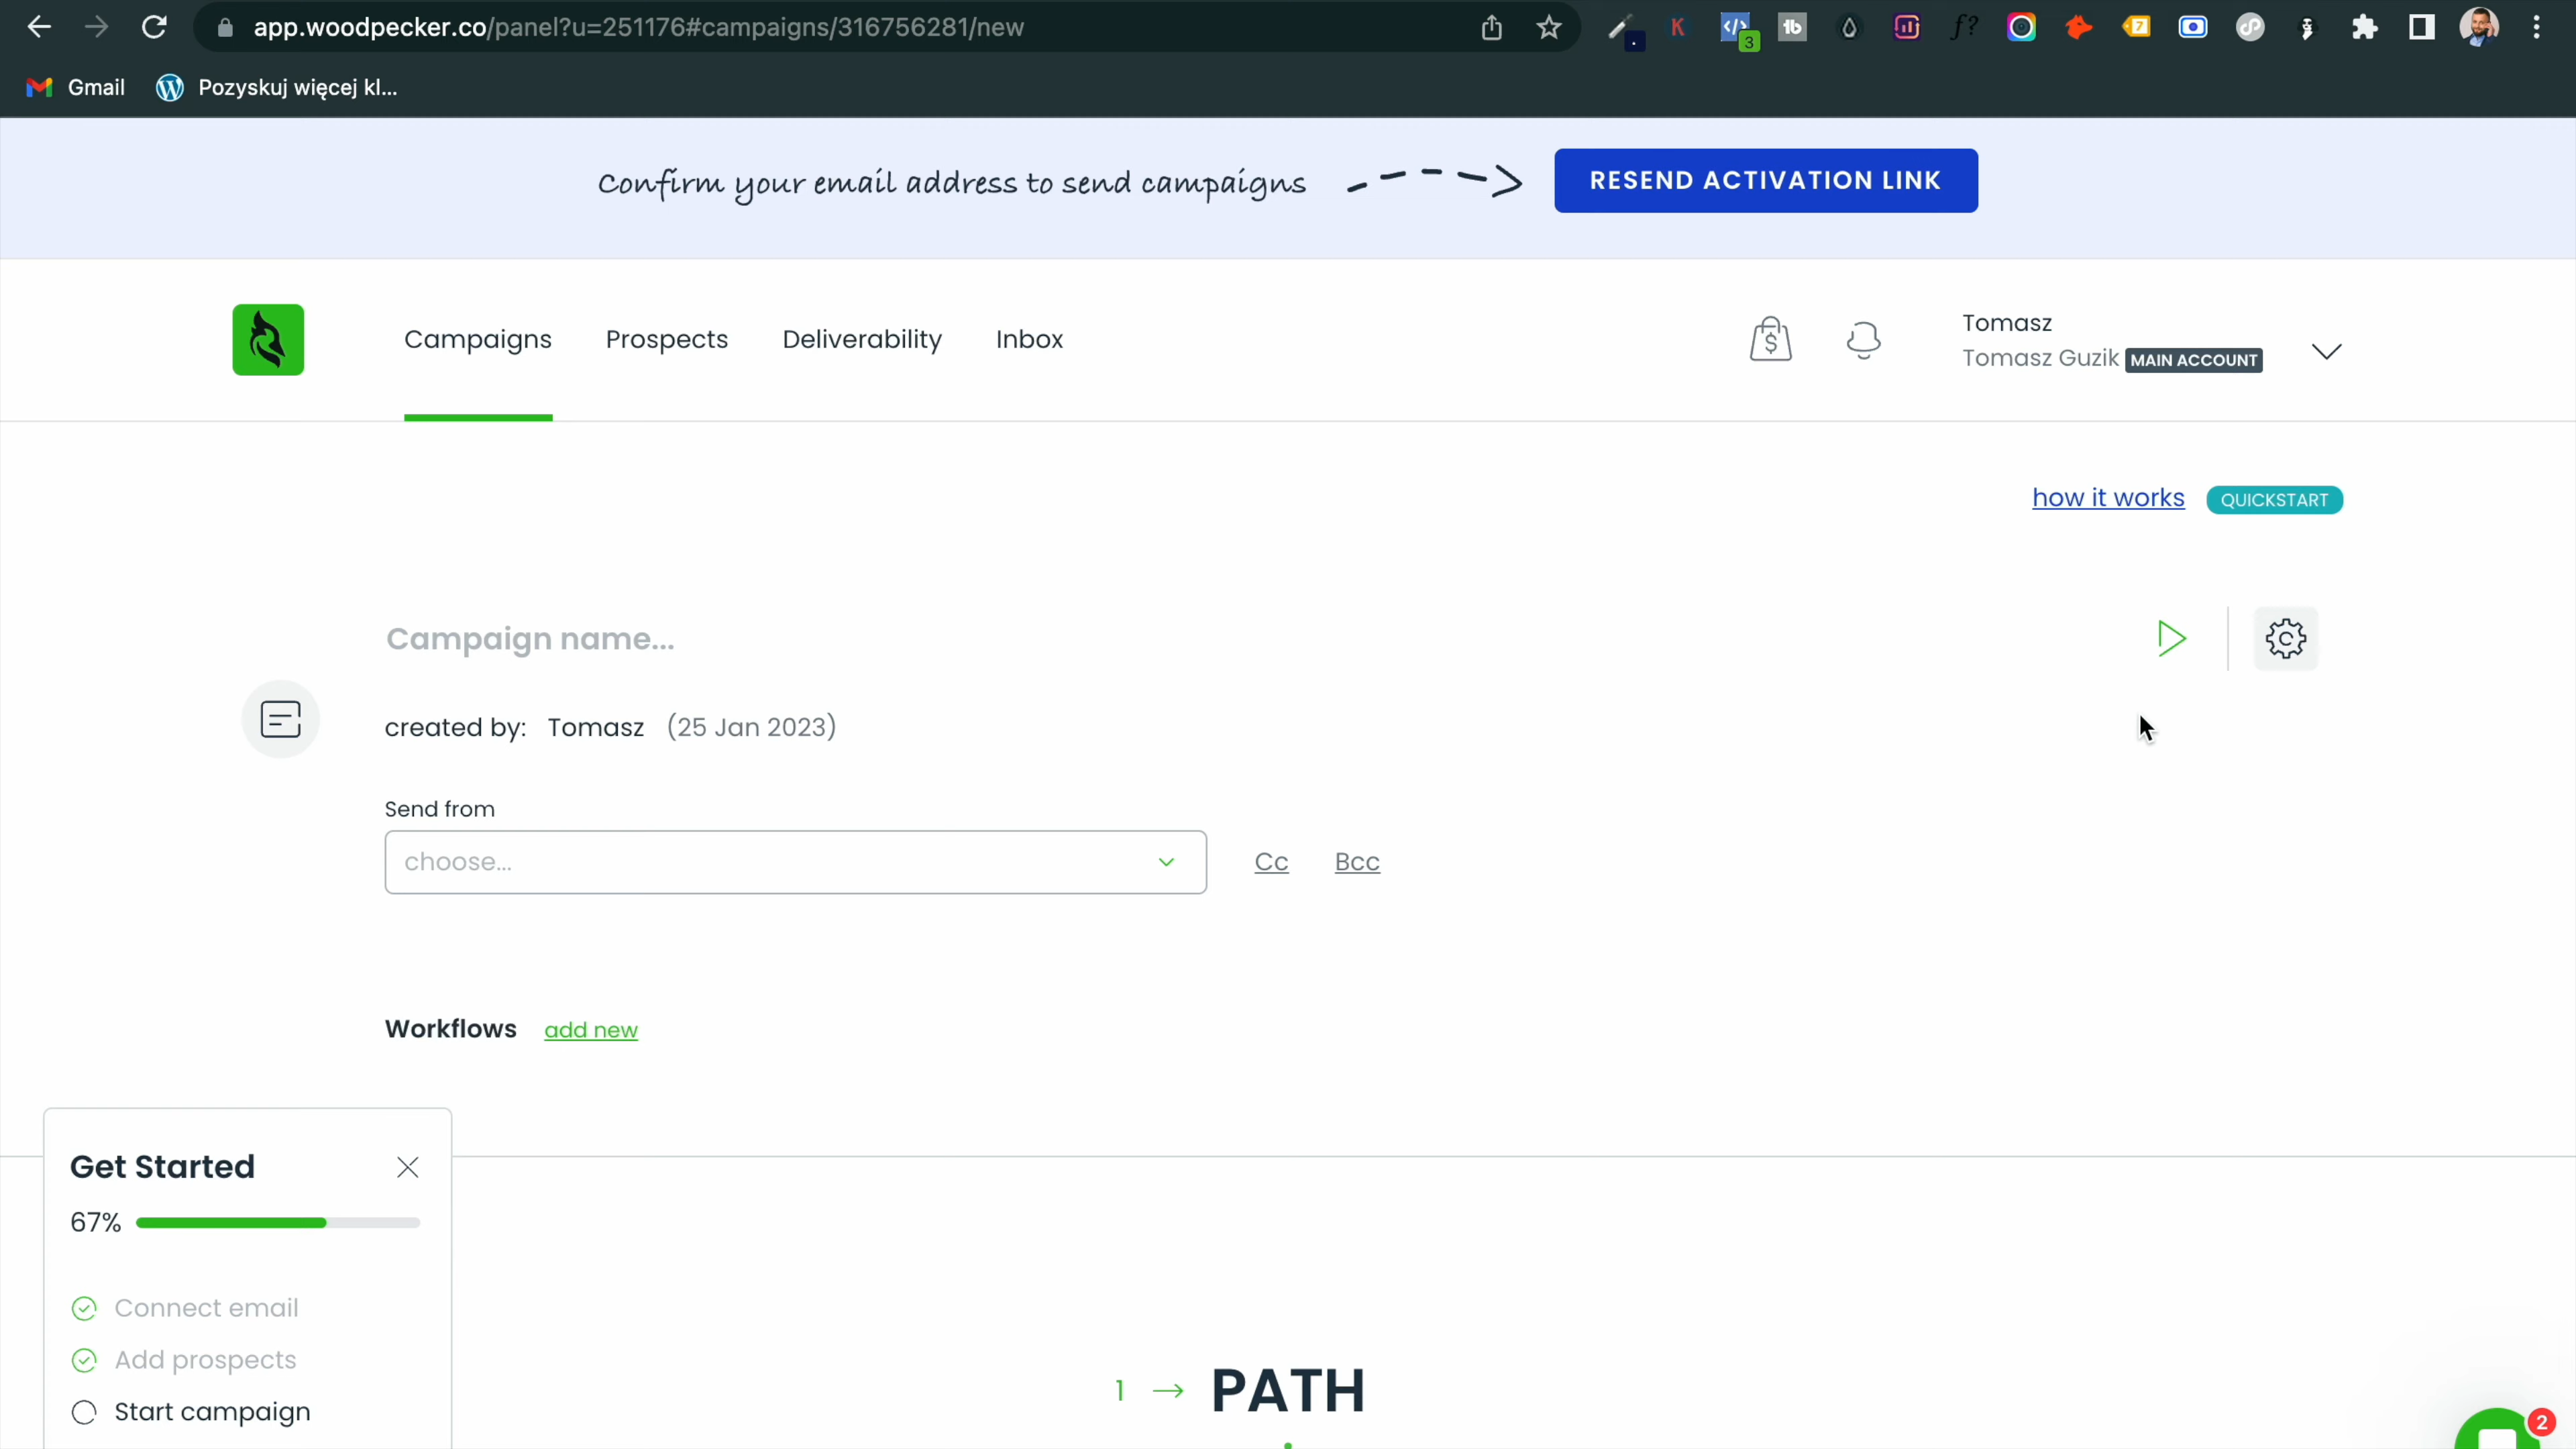 app.woodpecker.co/panel?u=251176#campaigns/316756281/new
K
3
f?
7
Gmail
Pozyskuj więcej kl...
Confirm your email address to send campaigns
RESEND ACTIVATION LINK
Campaigns
Prospects
Deliverability
Inbox
$
Tomasz
Tomasz Guzik MAIN ACCOUNT
how it works
QUICKSTART
Campaign name...
created by: Tomasz (25 Jan 2023)
Send from
choose...
Cc
Bcc
Workflows
add new
Get Started
67%
Connect email
Add prospects
Start campaign
1 → PATH
2